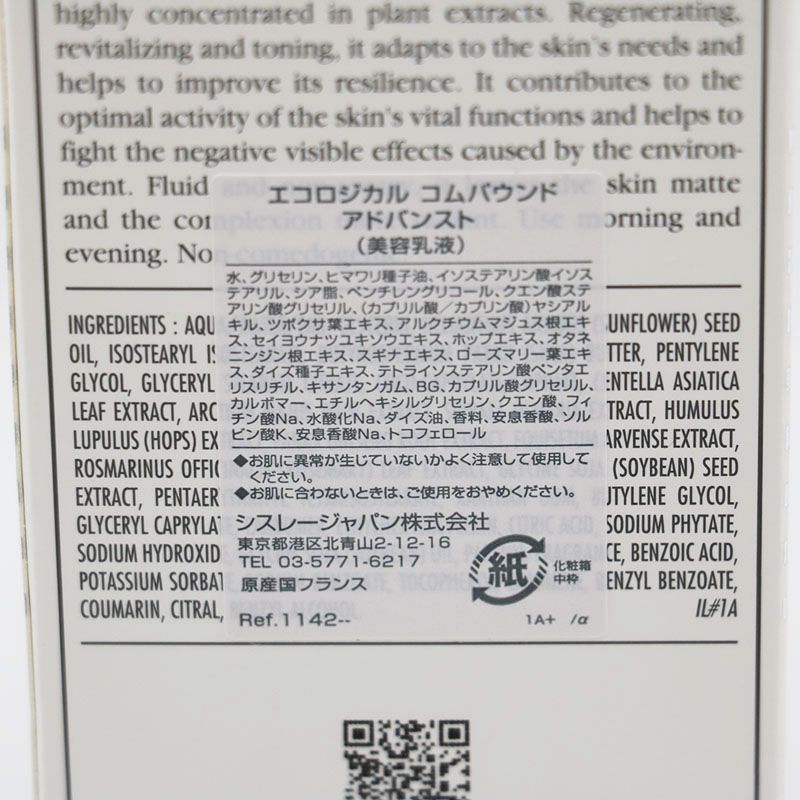 highly concentrated in plant extracts. Regenerating,
revitalizing and toning, it adapts to the skin's needs and
helps to improve its resilience. It contributes to the
optimal activity of the skin's vital functions and helps to
fight the negative visible effects caused by the environ-
ment. Fluid and skin matte
and the complexion Use morning and
evening. Non-comedogenic.
エコロジカル コムパウンド
アドバンスト
(美容乳液)
水、グリセリン、ヒマワリ種子油、イソステアリン酸イソス
テアリル、シア脂、ペンチレングリコール、クエン酸ステ
アリン酸グリセリル、(カプリル酸/カプリン酸)ヤシアル
キル、ツボクサ葉エキス、アルクチウムマジュス根エキ
ス、セイヨウナツユキソウエキス、ホップエキス、オタネ
ニンジン根エキス、スギナエキス、ローズマリー葉エキ
ス、ダイズ種子エキス、テトライソステアリン酸ペンタエ
リスリチル、キサンタンガム、BG、カプリル酸グリセリル、
カルボマー、エチルヘキシルグリセリン、クエン酸、フィ
チン酸Na、水酸化Na、ダイズ油、香料、安息香酸、ソル
ビン酸K、安息香酸Na、トコフェロール
◆お肌に異常が生じていないかよく注意して使用して
ください。
◆お肌に合わないときは、ご使用をおやめください。
シスレージャパン株式会社
東京都港区北青山2-12-16
TEL 03-5771-6217
原産国フランス
Ref.1142--
紙
化粧箱
中枠
1A+ /α
INGREDIENTS : AQU UNFLOWER) SEED
OIL, ISOSTEARYL IS TTER, PENTYLENE
GLYCOL, GLYCERYL ENTELLA ASIATICA
LEAF EXTRACT, ARC TRACT, HUMULUS
LUPULUS (HOPS) EX ARVENSE EXTRACT,
ROSMARINUS OFFIC (SOYBEAN) SEED
EXTRACT, PENTAER UTYLENE GLYCOL,
GLYCERYL CAPRYLATE, CITRIC ACID, SODIUM PHYTATE,
SODIUM HYDROXIDE FRAGRANCE, BENZOIC ACID,
POTASSIUM SORBATE, TOCOPHEROL, BENZYL BENZOATE,
COUMARIN, CITRAL, BENZYL ALCOHOL. IL#1A